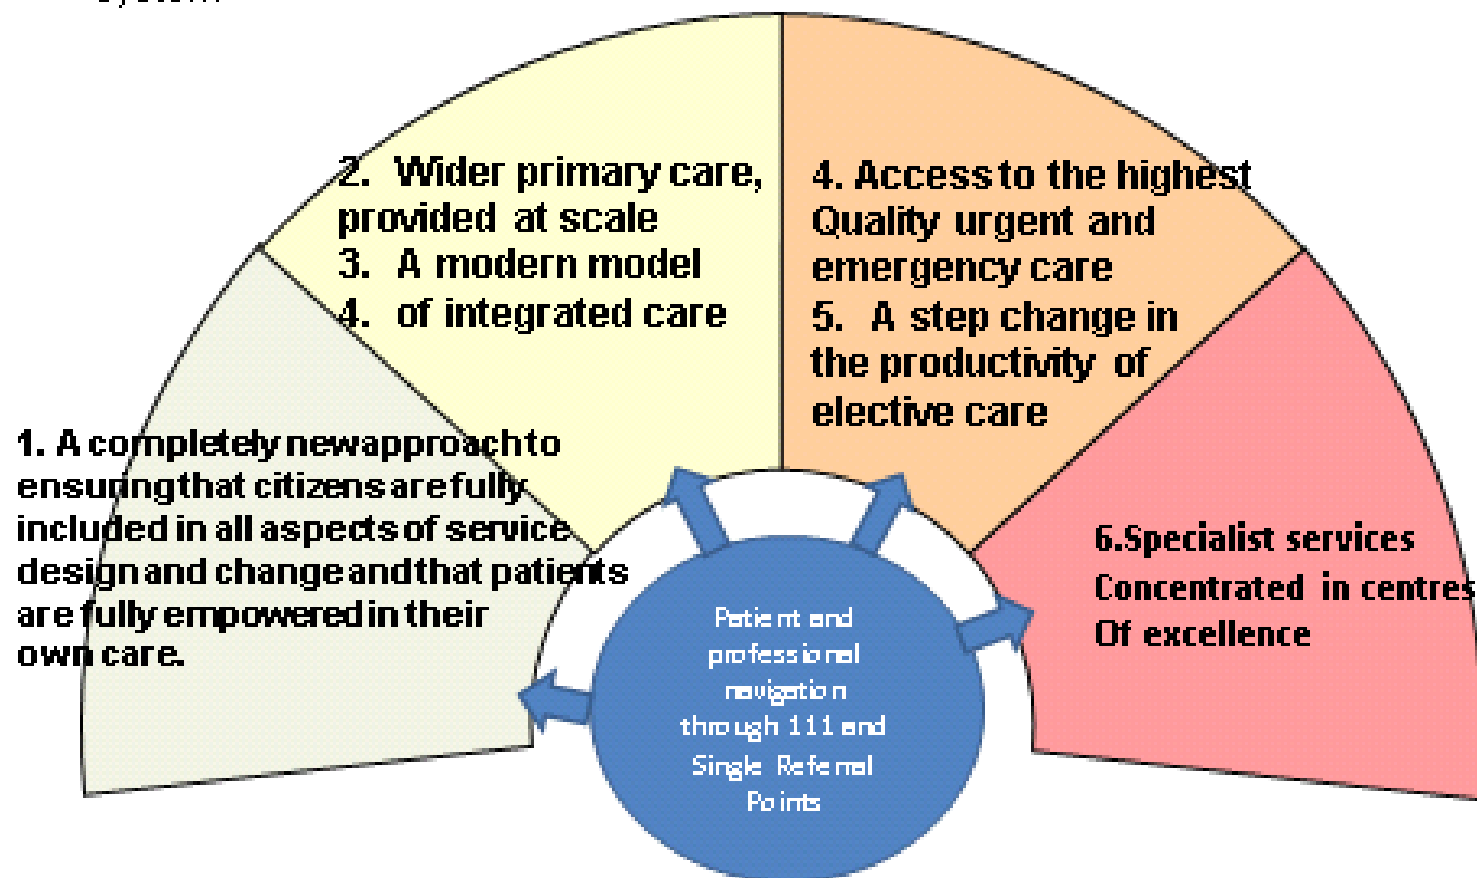 1. A completely new approach to
ensuring that citizens are fully
included in all aspects of service
design and change and that patients
are fully empowered in their
own care.
2. Wider primary care,
provided at scale
3. A modern model
4. of integrated care
4. Access to the highest
Quality urgent and
emergency care
5. A step change in
the productivity of
elective care
6.Specialist services
Concentrated in centres
Of excellence
Patient and
professional
navigation
through 111 and
Single Referral
Points